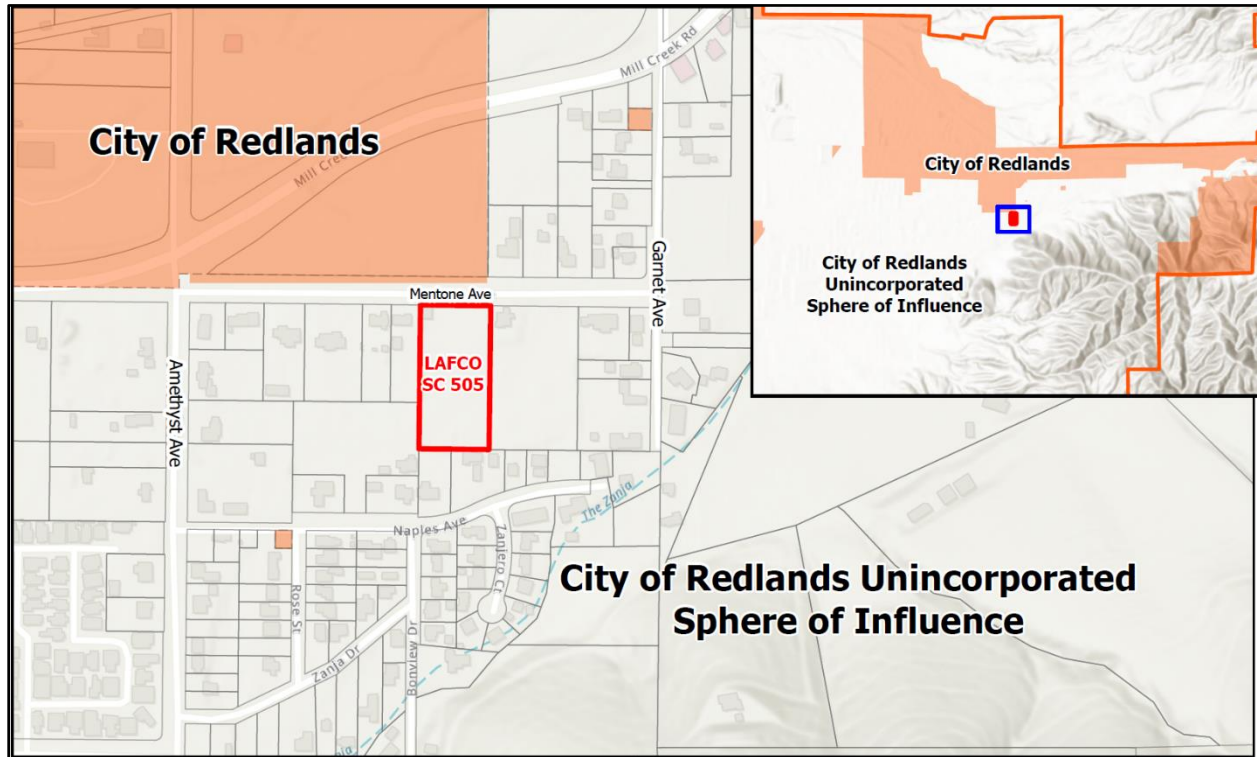 City of Redlands
Mill Creek Rd
Mill Creek
Mentone Ave
Garnet Ave
Amethyst Ave
LAFCO
SC 505
Naples Ave
The Zanja
Zanjero Ct
Rose St
Zanja Dr
Bonview Dr
City of Redlands Unincorporated
Sphere of Influence
City of Redlands
City of Redlands
Unincorporated
Sphere of Influence